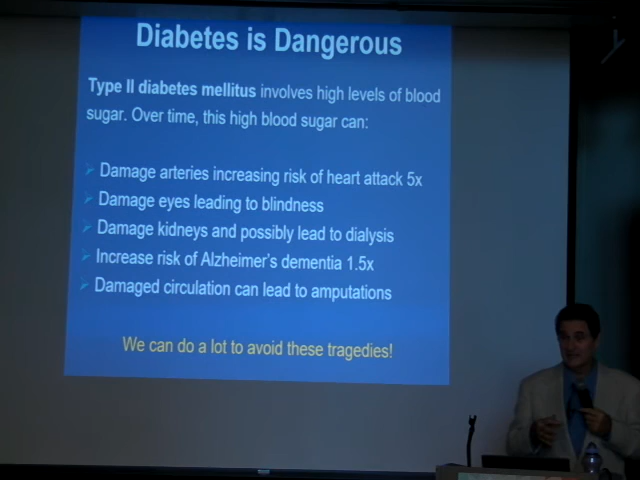 Diabetes is Dangerous
Type II diabetes mellitus involves high levels of blood
sugar. Over time, this high blood sugar can:
Damage arteries increasing risk of heart attack 5x
Damage eyes leading to blindness
Damage kidneys and possibly lead to dialysis
Increase risk of Alzheimer's dementia 1.5x
Damaged circulation can lead to amputations
We can do a lot to avoid these tragedies!